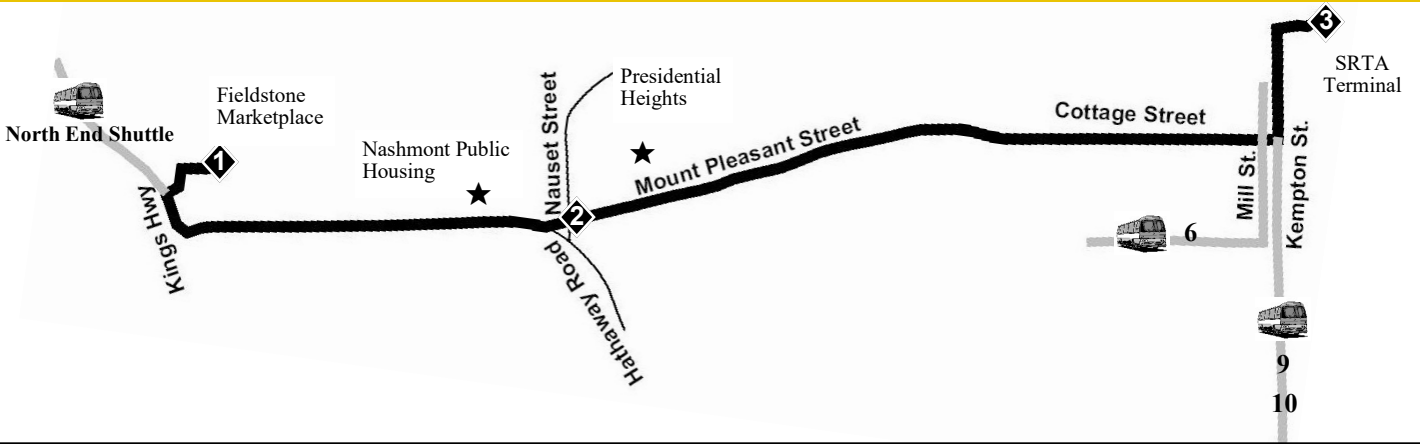 North End Shuttle
Fieldstone
Marketplace
1
Kings Hwy
Nashmont Public
Housing
Nauset Street
2
Hathaway Road
Presidential
Heights
Mount Pleasant Street
Cottage Street
Mill St.
Kempton St.
3
SRTA
Terminal
6
9
10